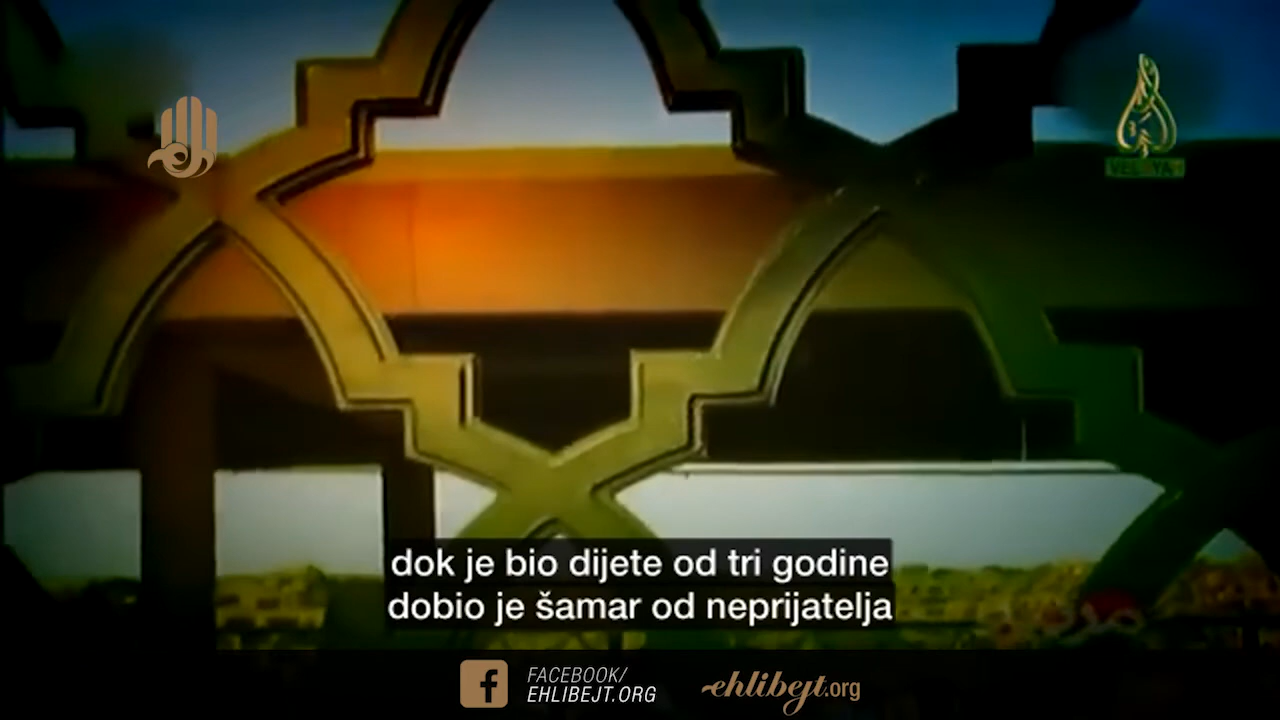 dok je bio dijete od tri godine
dobio je šamar od neprijatelja
FACEBOOK/
EHLIBEJT.ORG
ehlibejt.org